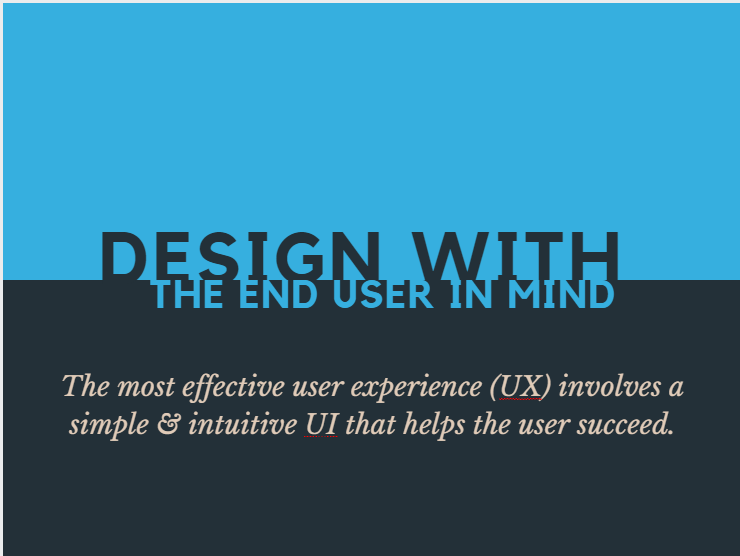 DESIGN WITH
THE END USER IN MIND
The most effective user experience (UX) involves a
simple & intuitive UI that helps the user succeed.